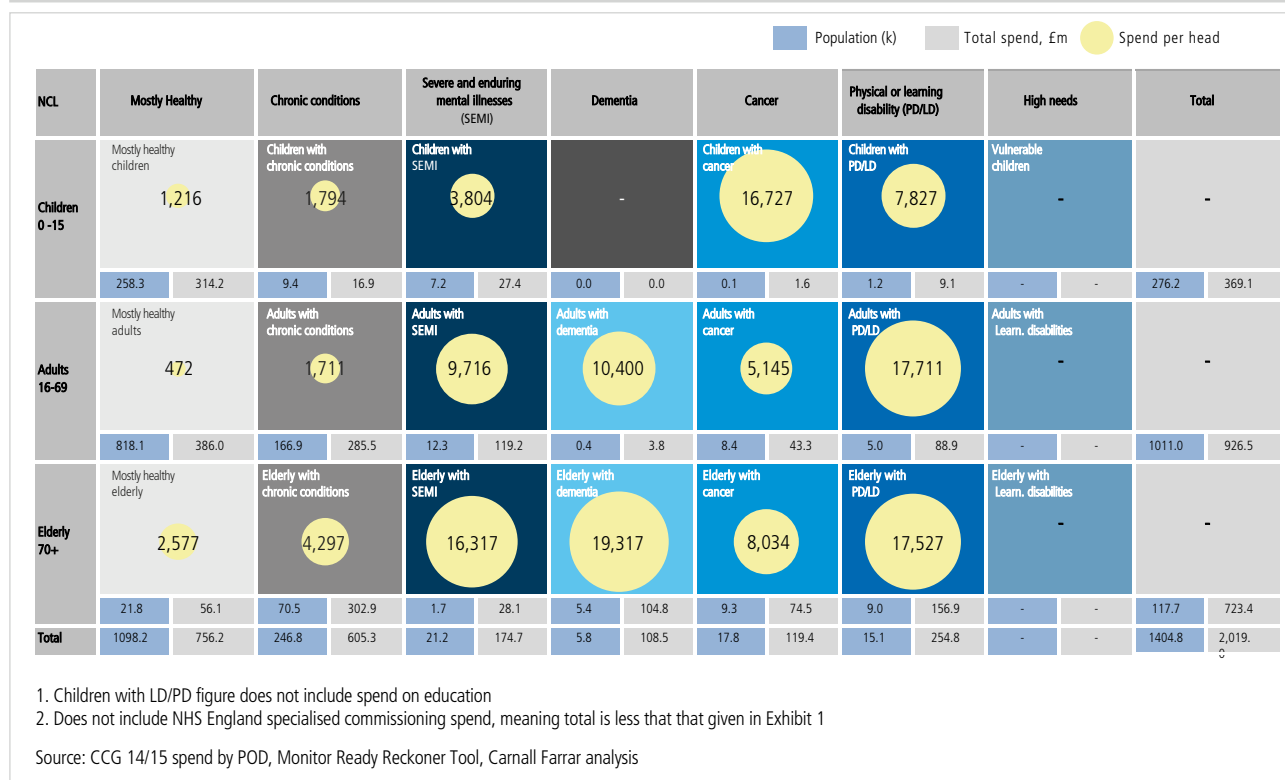 Population (k) Total spend, £m Spend per head
NCL Mostly Healthy Chronic conditions Severe and enduring mental illnesses (SEMI) Dementia Cancer Physical or learning disability (PD/LD) High needs Total
Children 0 -15
Mostly healthy children
1,216
Children with chronic conditions
1,794
Children with SEMI
3,804
-
Children with cancer
16,727
Children with PD/LD
7,827
Vulnerable children
-
-
258.3 314.2 9.4 16.9 7.2 27.4 0.0 0.0 0.1 1.6 1.2 9.1 - - 276.2 369.1
Adults 16-69
Mostly healthy adults
472
Adults with chronic conditions
1,711
Adults with SEMI
9,716
Adults with dementia
10,400
Adults with cancer
5,145
Adults with PD/LD
17,711
Adults with Learn. disabilities
-
-
818.1 386.0 166.9 285.5 12.3 119.2 0.4 3.8 8.4 43.3 5.0 88.9 - - 1011.0 926.5
Elderly 70+
Mostly healthy elderly
2,577
Elderly with chronic conditions
4,297
Elderly with SEMI
16,317
Elderly with dementia
19,317
Elderly with cancer
8,034
Elderly with PD/LD
17,527
Elderly with Learn. disabilities
-
-
21.8 56.1 70.5 302.9 1.7 28.1 5.4 104.8 9.3 74.5 9.0 156.9 - - 117.7 723.4
Total 1098.2 756.2 246.8 605.3 21.2 174.7 5.8 108.5 17.8 119.4 15.1 254.8 - - 1404.8 2,019.
1. Children with LD/PD figure does not include spend on education
2. Does not include NHS England specialised commissioning spend, meaning total is less that that given in Exhibit 1
Source: CCG 14/15 spend by POD, Monitor Ready Reckoner Tool, Carnall Farrar analysis